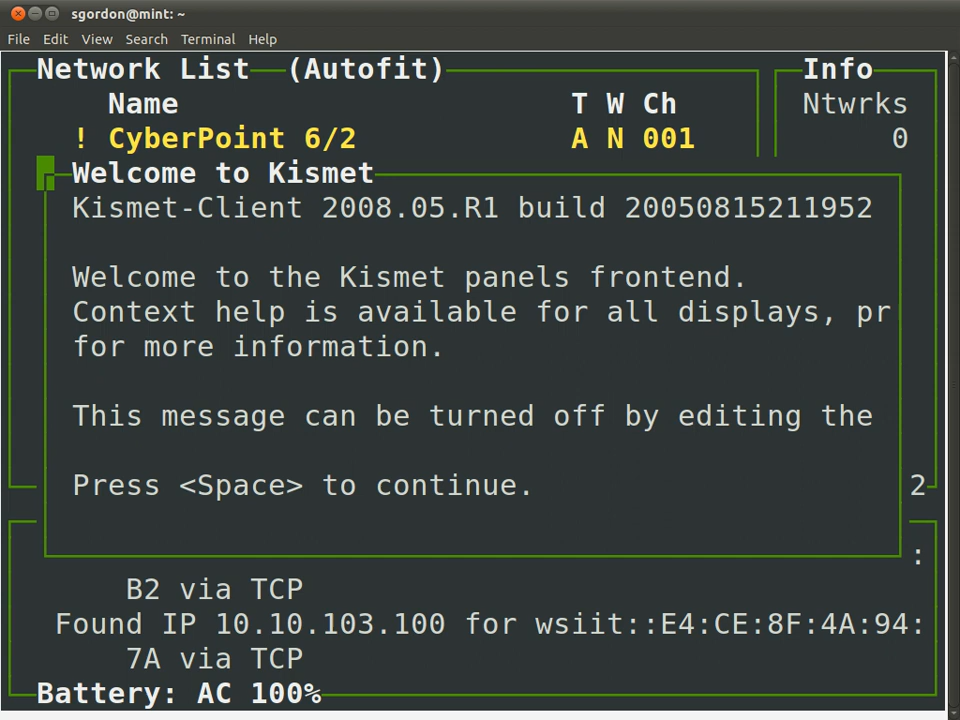 sgordon@mint: ~
File Edit View Search Terminal Help
Network List (Autofit) Info
Name T W Ch Ntwrks
! CyberPoint 6/2 A N 001 0
Welcome to Kismet
Kismet-Client 2008.05.R1 build 20050815211952
Welcome to the Kismet panels frontend.
Context help is available for all displays, pr
for more information.
This message can be turned off by editing the
Press <Space> to continue.
2
:
B2 via TCP
Found IP 10.10.103.100 for wsiit::E4:CE:8F:4A:94:
7A via TCP
Battery: AC 100%